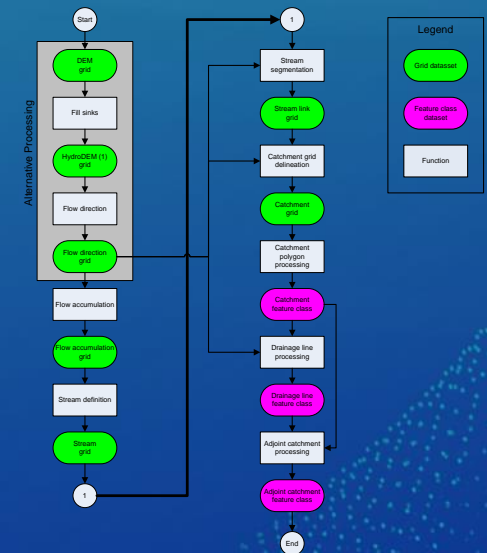 Start
Alternative Processing
DEM
grid
Fill sinks
HydroDEM (1)
grid
Flow direction
Flow direction
grid
Flow accumulation
Flow accumulation
grid
Stream definition
Stream
grid
1
1
Stream
segmentation
Stream link
grid
Catchment grid
delineation
Catchment
grid
Catchment
polygon
processing
Catchment
feature class
Drainage line
processing
Drainage line
feature class
Adjoint catchment
processing
Adjoint catchment
feature class
End
Legend
Grid datasset
Feature class
dataset
Function